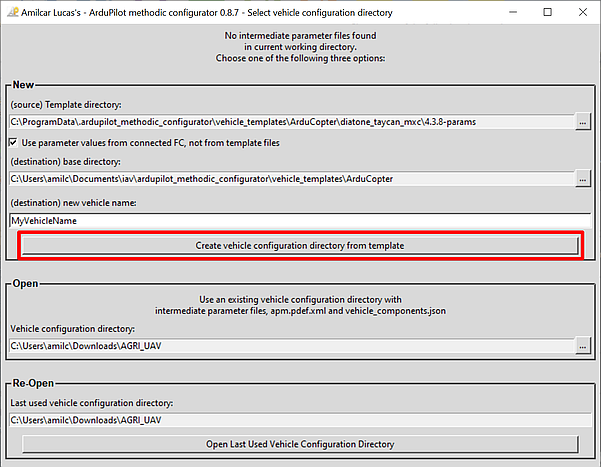 Amilcar Lucas's - ArduPilot methodic configurator 0.8.7 - Select vehicle configuration directory
No intermediate parameter files found
in current working directory.
Choose one of the following three options:
New
(source) Template directory:
C:\ProgramData\.ardupilot_methodic_configurator\vehicle_templates\ArduCopter\diatone_taycan_mxc\4.3.8-params
...
Use parameter values from connected FC, not from template files
(destination) base directory:
C:\Users\amilc\Documents\iav\ardupilot_methodic_configurator\vehicle_templates\ArduCopter
...
(destination) new vehicle name:
MyVehicleName
Create vehicle configuration directory from template
Open
Use an existing vehicle configuration directory with
intermediate parameter files, apm.pdef.xml and vehicle_components.json
Vehicle configuration directory:
C:\Users\amilc\Downloads\AGRI_UAV
...
Re-Open
Last used vehicle configuration directory:
C:\Users\amilc\Downloads\AGRI_UAV
Open Last Used Vehicle Configuration Directory